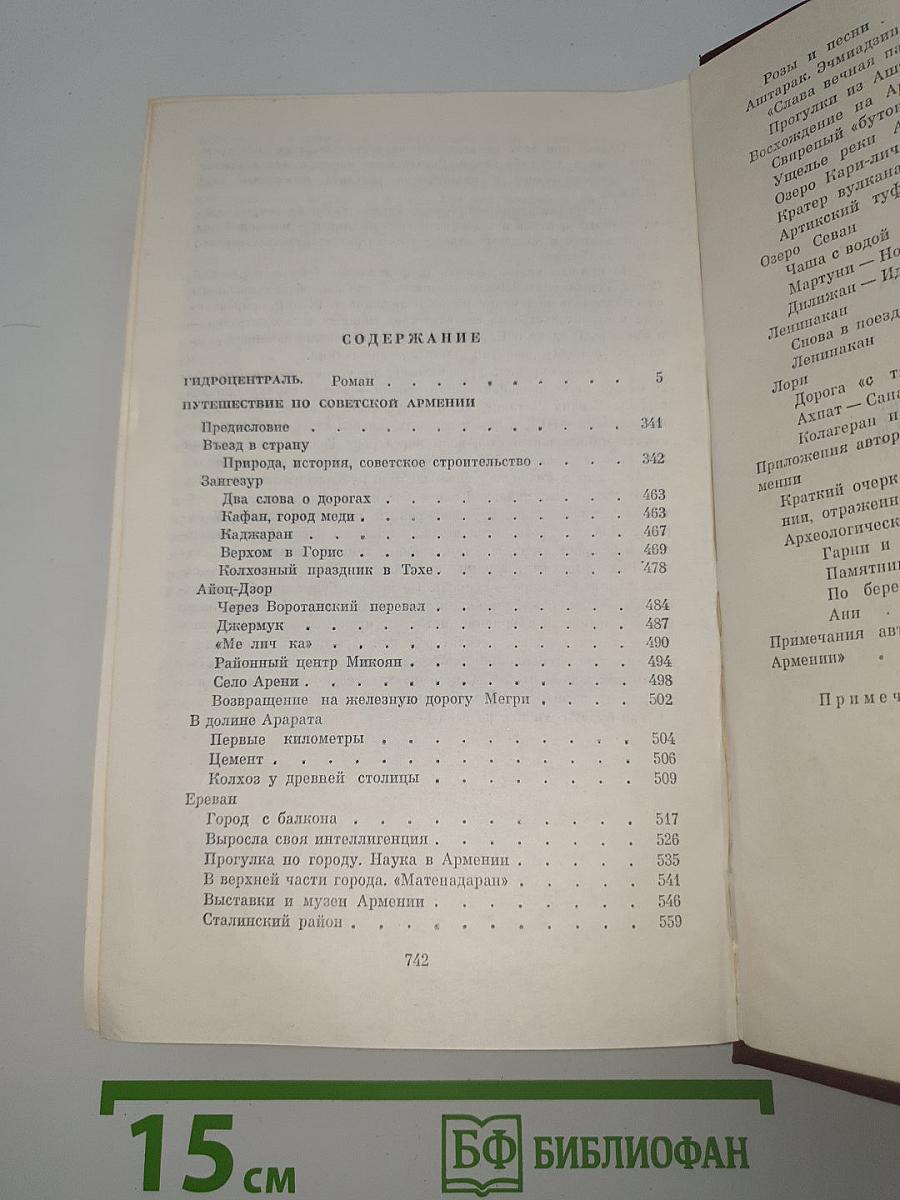 СОДЕРЖАНИЕ
ГИДРОЦЕНТРАЛЬ. Роман . . . . . . . . . . 5
ПУТЕШЕСТВИЕ ПО СОВЕТСКОЙ АРМЕНИИ
Предисловие . . . . . . . . . . . . 341
Въезд в страну
Природа, история, советское строительство . . . . 342
Зангезур
Два слова о дорогах . . . . . . . . . . 463
Кафан, город меди . . . . . . . . . . . 463
Каджаран . . . . . . . . . . . . 467
Верхом в Горис . . . . . . . . . . . 469
Колхозный праздник в Тэхе . . . . . . . . 478
Айоц-Дзор
Через Воротанский перевал . . . . . . . . 484
Джермук . . . . . . . . . . . . 487
«Ме лич ка» . . . . . . . . . . . 490
Районный центр Микоян . . . . . . . . . 494
Село Арени . . . . . . . . . . . . 498
Возвращение на железную дорогу Мегри . . . . 502
В долине Арарата
Первые километры . . . . . . . . . . 504
Цемент . . . . . . . . . . . . . 506
Колхоз у древней столицы . . . . . . . . 509
Ереван
Город с балкона . . . . . . . . . . . 517
Выросла своя интеллигенция . . . . . . . . 526
Прогулка по городу. Наука в Армении . . . . . 535
В верхней части города. «Матенадаран» . . . . . 541
Выставки и музеи Армении . . . . . . . . 546
Сталинский район . . . . . . . . . . . 559
742
Розы и песни .
Аштарак. Эчмиадзин
«Слава вечная
Прогулки из
Восхождение на
Свирепый
Ущелье реки
Озеро Кари-лич
Кратер вулкана
Артикский
Озеро Севан
Чаша с водой
Мартуни —
Дилижан —
Ленинакан
Снова в
Ленинакан
Лори
Дорога «с
Ахпат —
Колагеран
Приложения
мении
Краткий очерк
нии,
Гарни и
По
Ани .
Примечания
Армении» .
15 см
БФ БИБЛИОФАН